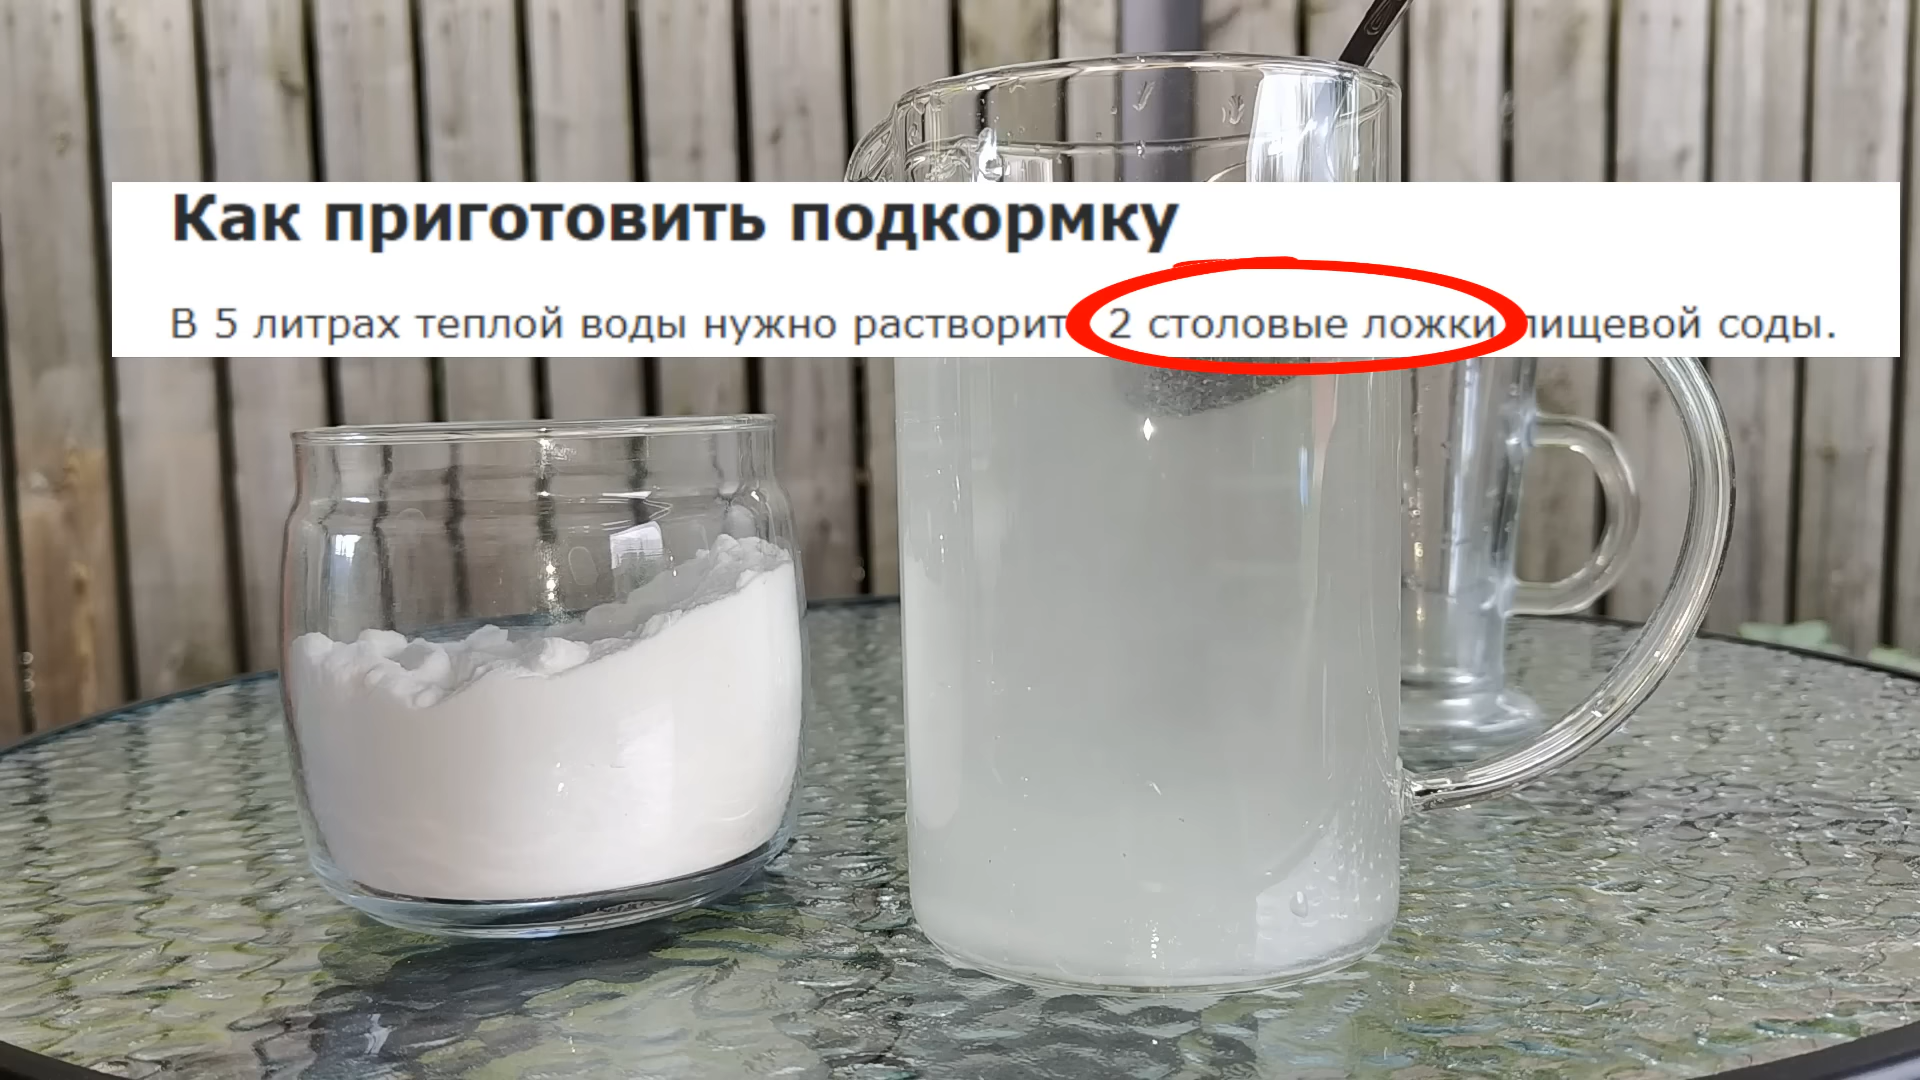 Как приготовить подкормку
В 5 литрах теплой воды нужно растворит 2 столовые ложки пищевой соды.